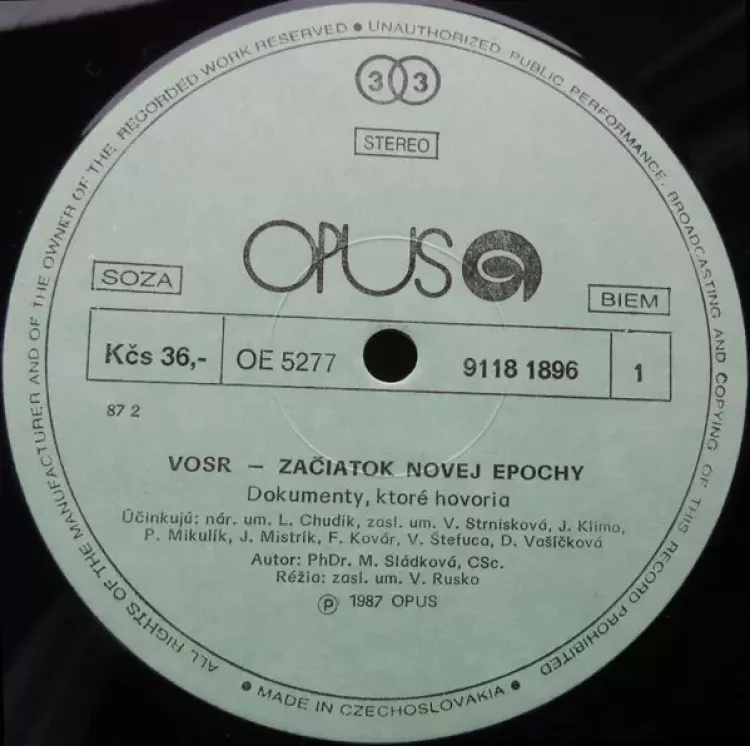 ALL RIGHTS OF THE MANUFACTURER AND OF THE OWNER OF THE RECORDED WORK RESERVED ● UNAUTHORIZED PUBLIC PERFORMANCE, BROADCASTING AND COPYING OF THIS RECORD PROHIBITED
33
STEREO
OPUS
SOZA
BIEM
Kčs 36,- OE 5277 9118 1896 1
87 2
VOSR — ZAČIATOK NOVEJ EPOCHY
Dokumenty, ktoré hovoria
Účinkujú: nár. um. L. Chudík, zasl. um. V. Strnisková, J. Klimo,
P. Mikulík, J. Mistrík, F. Kovár, V. Štefuca, D. Vašíčková
Autor: PhDr. M. Sládková, CSc.
Réžia: zasl. um. V. Rusko
Ⓟ 1987 OPUS
● MADE IN CZECHOSLOVAKIA ●